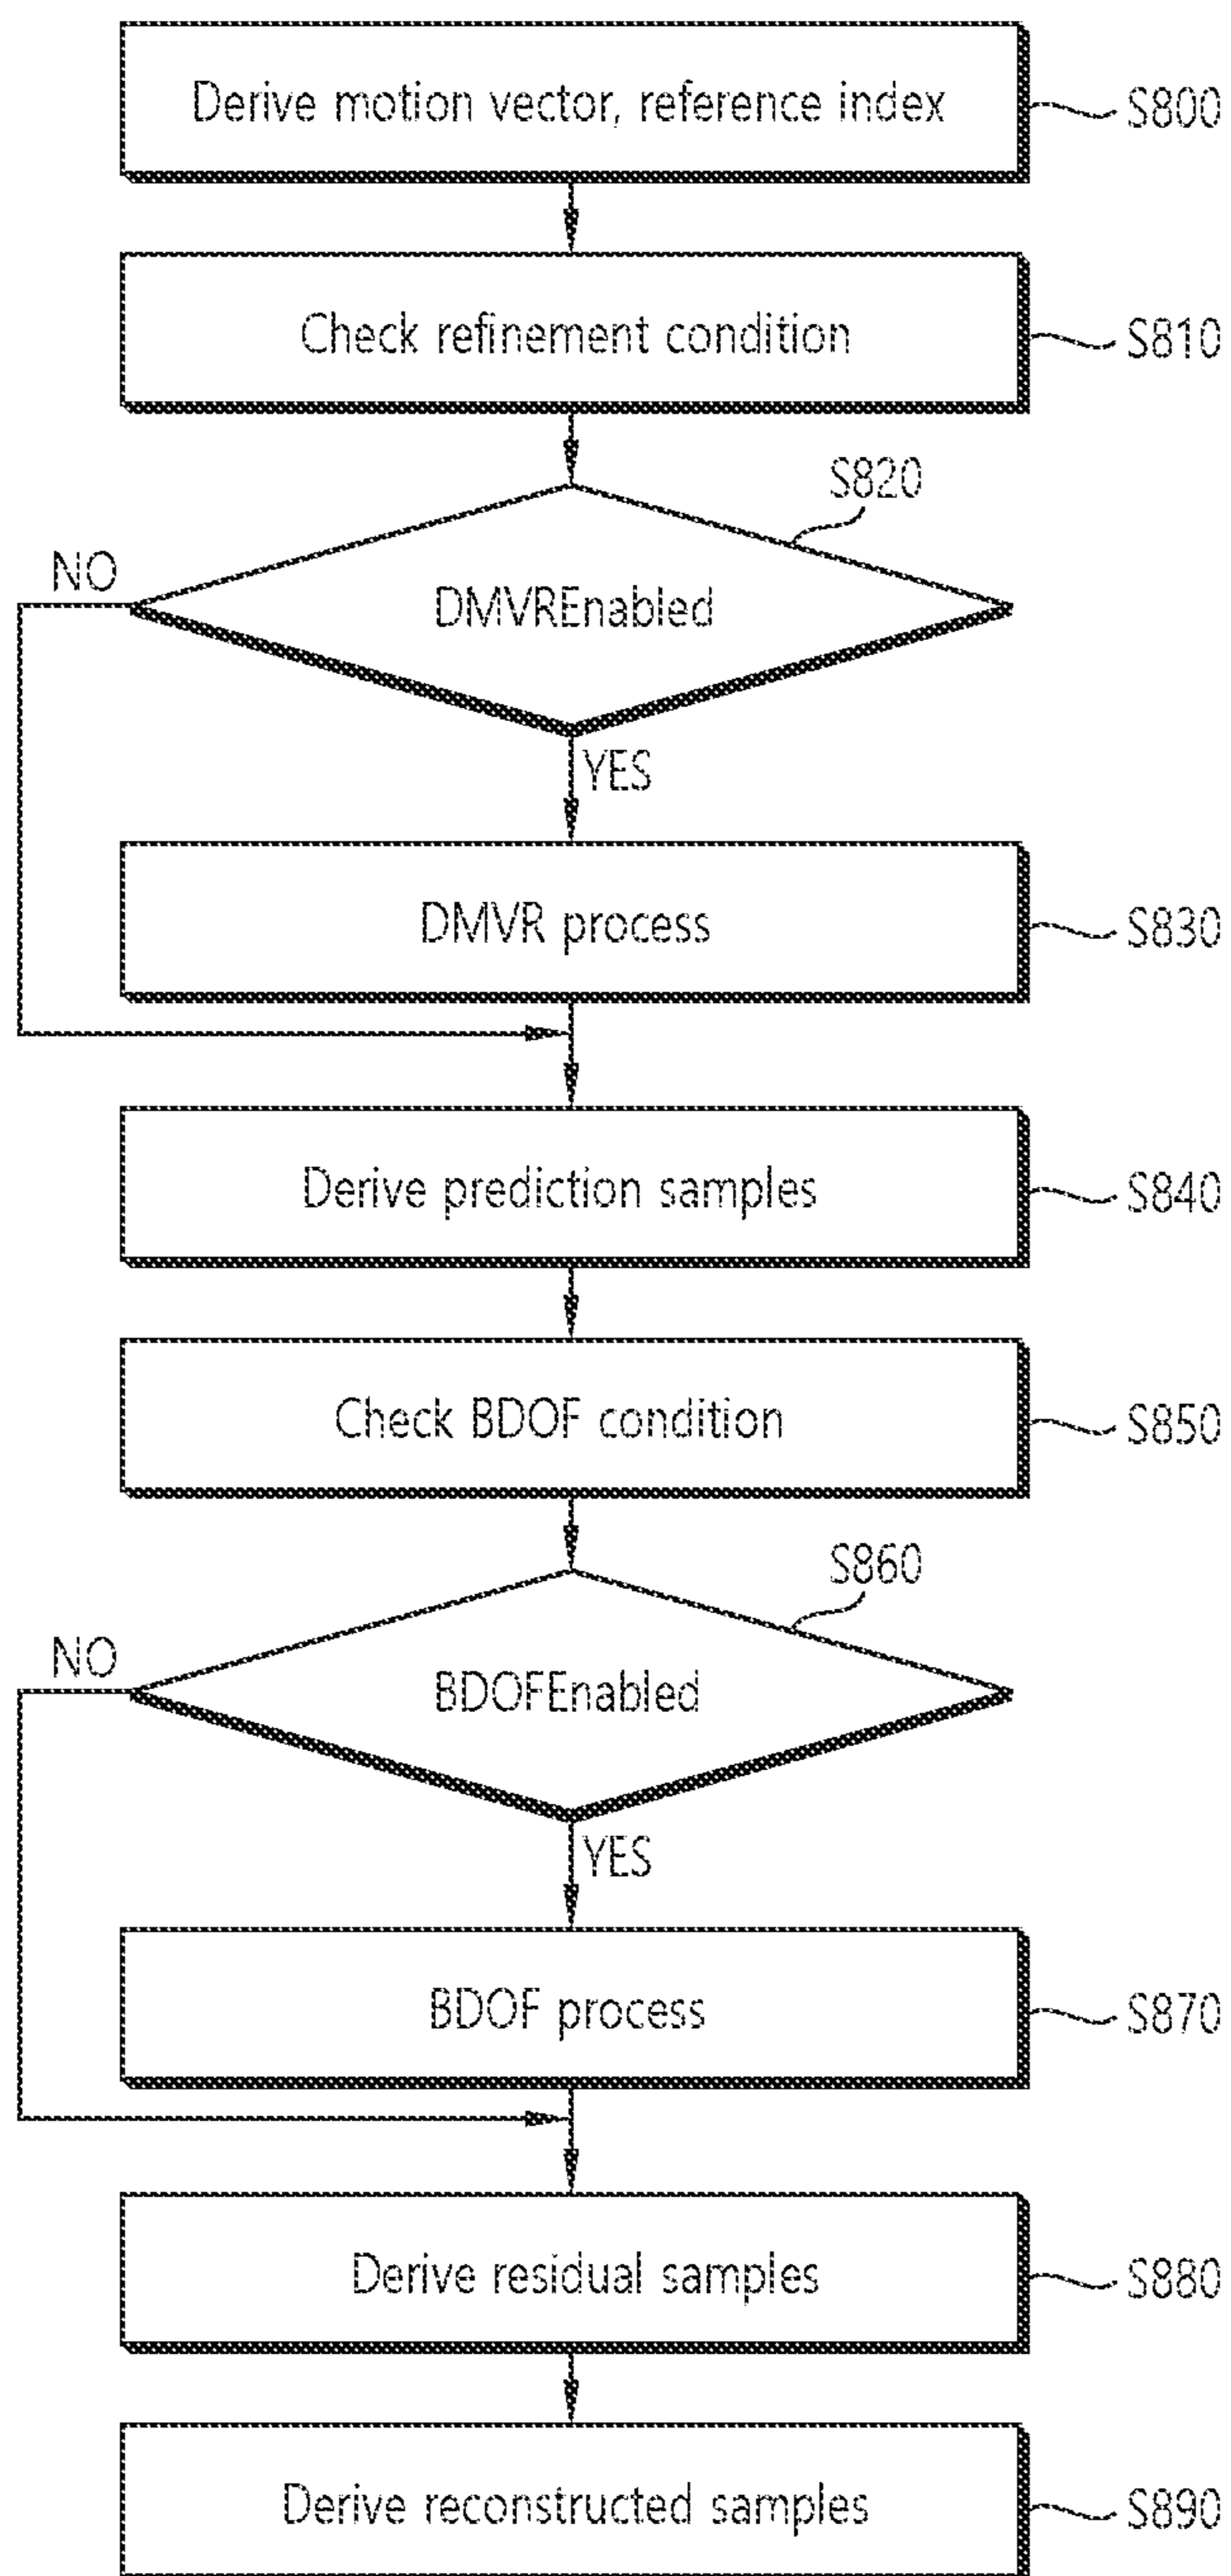 Derive motion vector, reference index
S800
Check refinement condition
S810
S820
NO
DMVREnabled
YES
DMVR process
S830
Derive prediction samples
S840
Check BDOF condition
S850
S860
NO
BDOFEnabled
YES
BDOF process
S870
Derive residual samples
S880
Derive reconstructed samples
S890